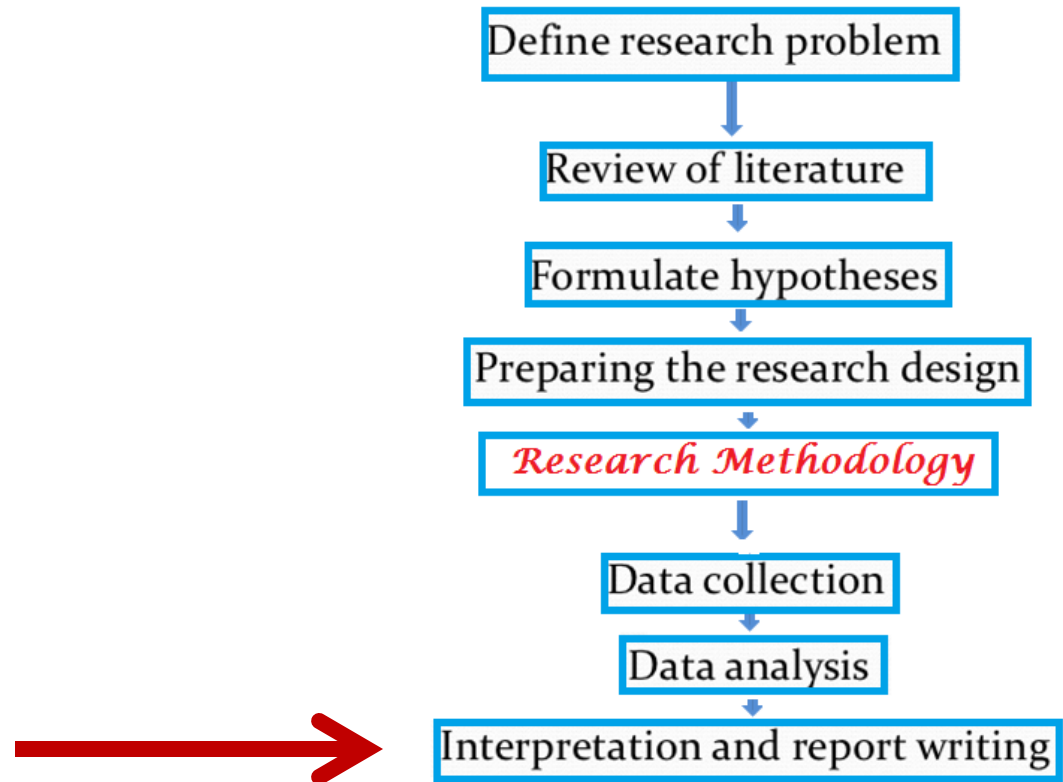 Define research problem
Review of literature
Formulate hypotheses
Preparing the research design
Research Methodology
Data collection
Data analysis
Interpretation and report writing